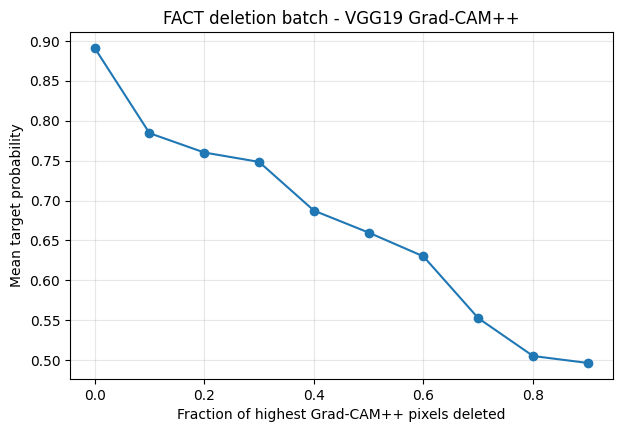 FACT deletion batch - VGG19 Grad-CAM++
Mean target probability
0.90
0.85
0.80
0.75
0.70
0.65
0.60
0.55
0.50
0.0 0.2 0.4 0.6 0.8
Fraction of highest Grad-CAM++ pixels deleted